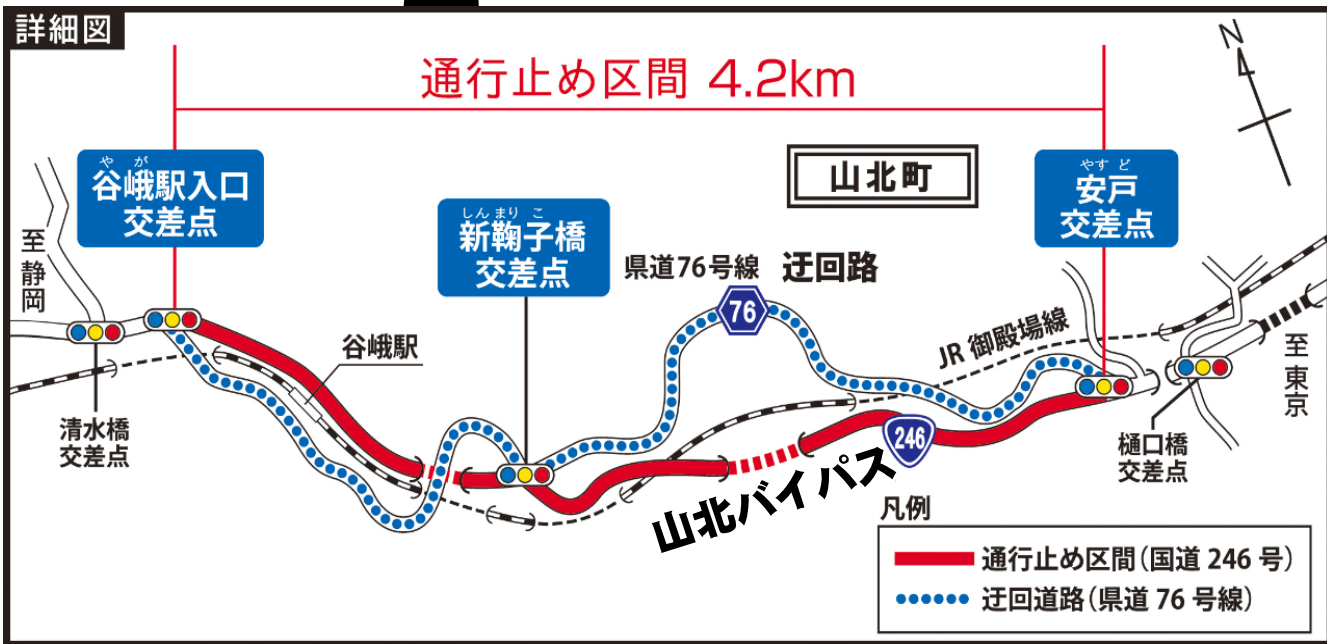 詳細図
N
通行止め区間 4.2km
やが
谷峨駅入口
交差点
山北町
やすど
安戸
交差点
しんまりこ
新鞠子橋
交差点
至静岡
県道76号線 迂回路
76
谷峨駅
JR 御殿場線
至東京
清水橋
交差点
246
樋口橋
交差点
山北バイパス
凡例
通行止め区間(国道 246 号)
迂回道路(県道 76 号線)